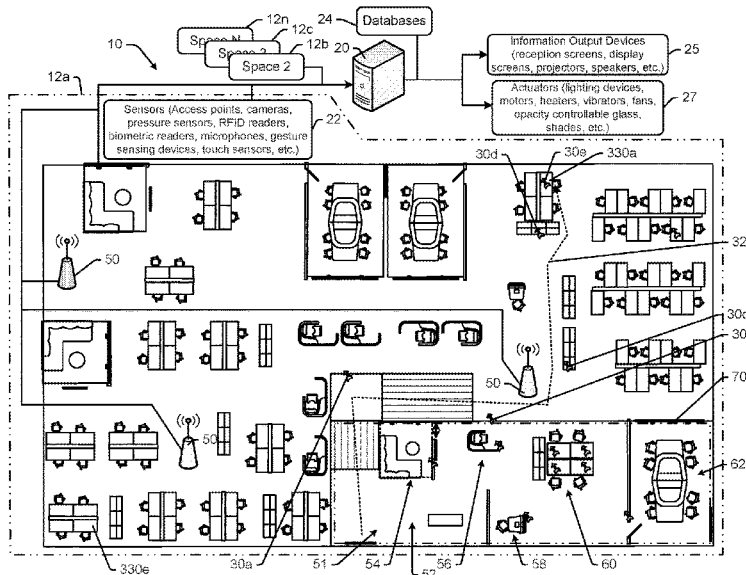 12n
12c
12b
24
Databases
Space N
Space 3
Space 2
20
10
12a
Information Output Devices
(reception screens, display
screens, projectors, speakers, etc.)
25
Actuators (lighting devices,
motors, heaters, vibrators, fans,
opacity controllable glass,
shades, etc.)
27
Sensors (Access points, cameras,
pressure sensors, RFiD readers,
biometric readers, microphones, gesture
sensing devices, touch sensors, etc.)
22
30d
30e
330a
32
50
30c
30
50
70
50
62
330e
30a
51
54
52
56
58
60